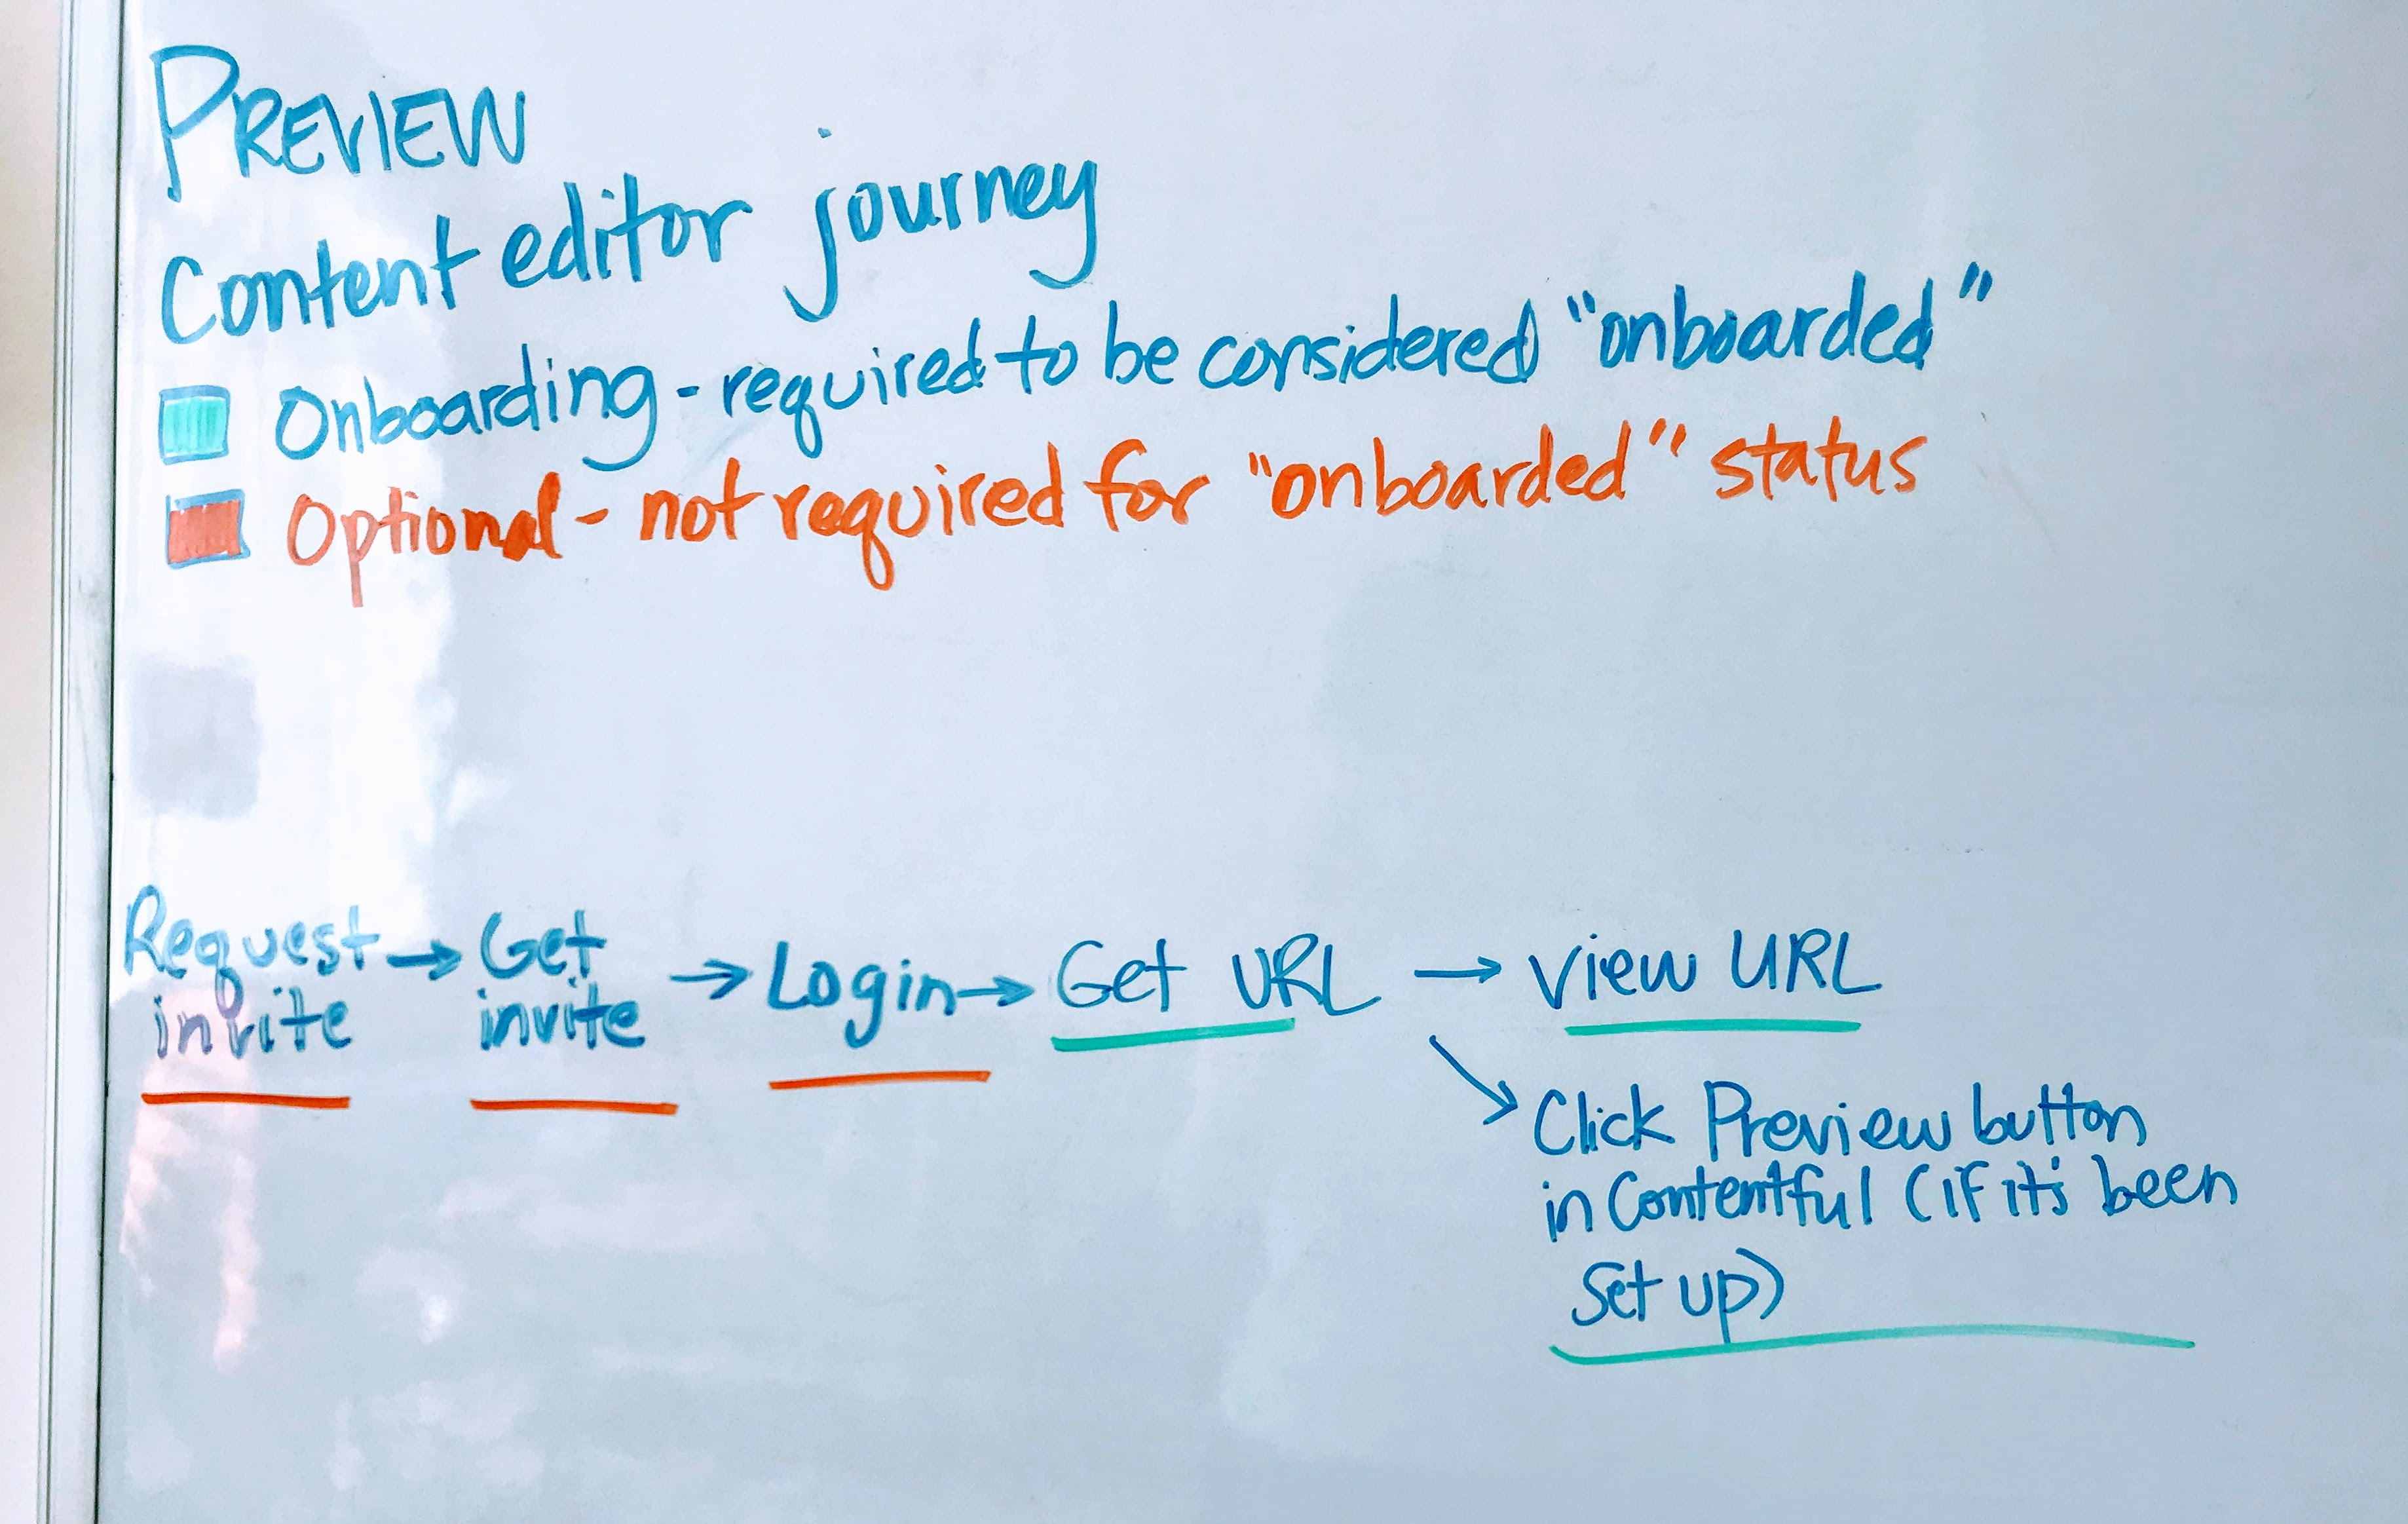 PREVIEW
Content editor journey
Onboarding - required to be considered "onboarded"
Optional - not required for "onboarded" status
Request → Get → Login → Get URL → View URL
invite invite
↘ Click Preview button
in Contentful (if it's been
set up)